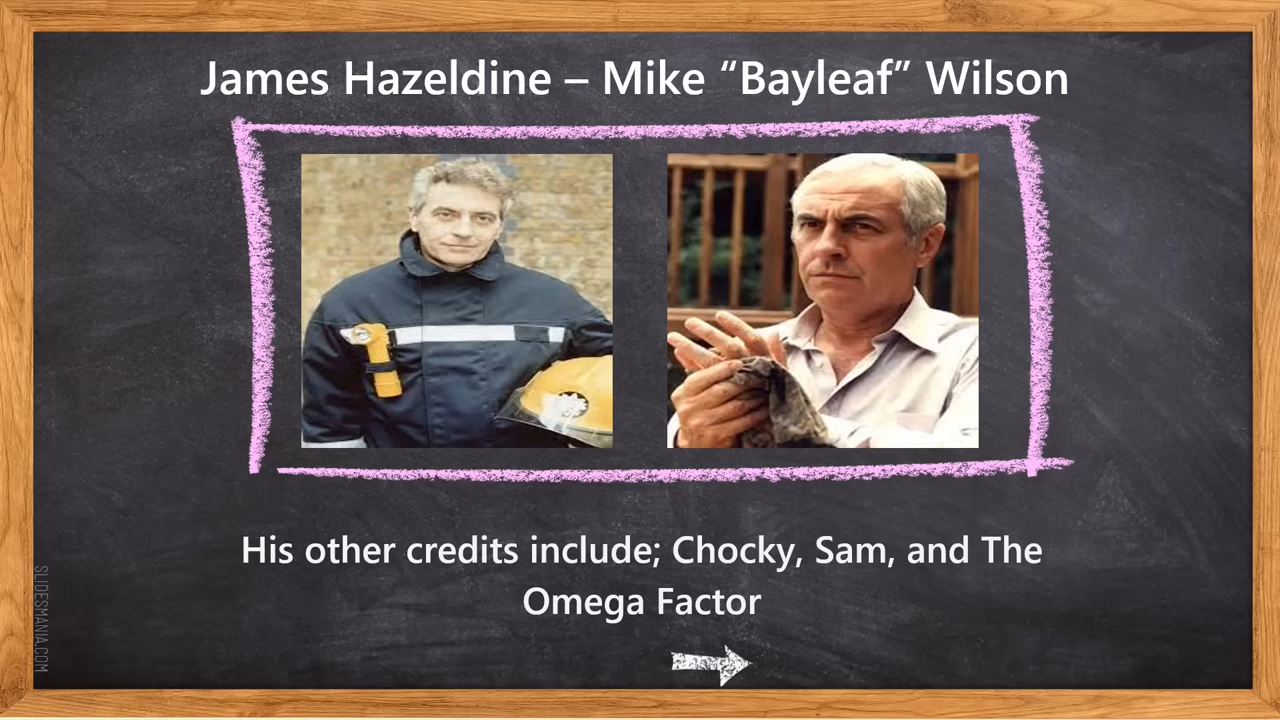 James Hazeldine – Mike “Bayleaf” Wilson
His other credits include; Chocky, Sam, and The
Omega Factor
SLIDESMANIA.COM